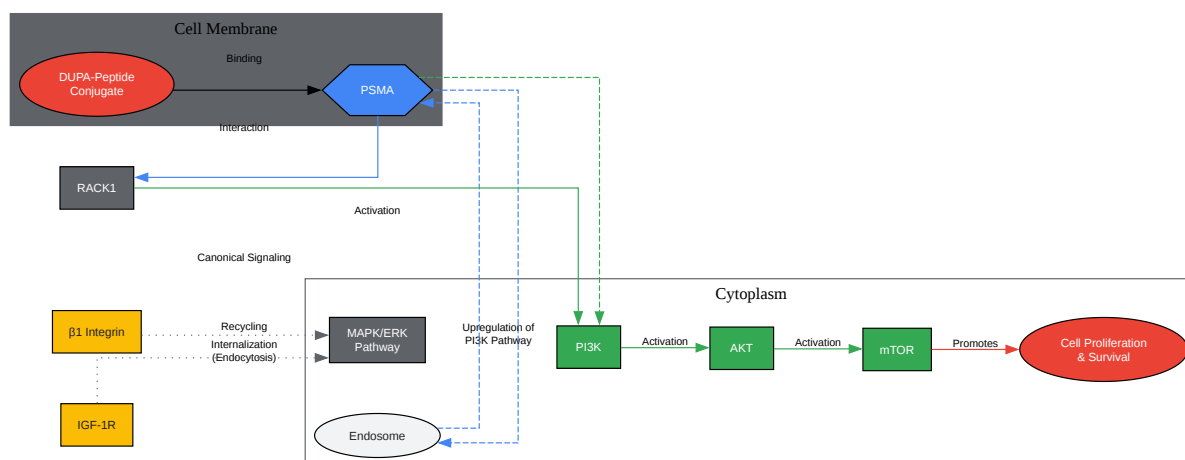 Cell Membrane
Binding
DUPA-Peptide
Conjugate
PSMA
Interaction
RACK1
Activation
Canonical Signaling
Cytoplasm
β1 Integrin
Recycling
Internalization
(Endocytosis)
MAPK/ERK
Pathway
Upregulation of
PI3K Pathway
PI3K
Activation
AKT
Activation
mTOR
Promotes
Cell Proliferation
& Survival
IGF-1R
Endosome